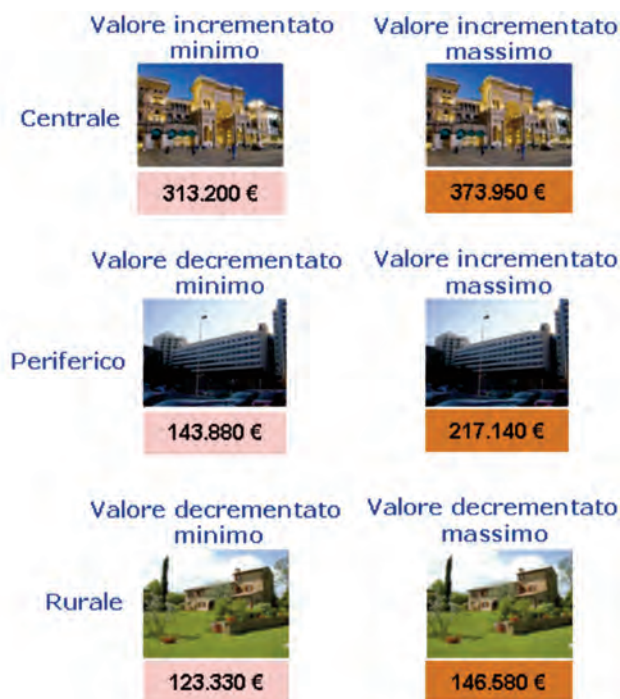 Valore incrementato
minimo
Valore incrementato
massimo
Centrale
313.200 €
373.950 €
Valore decrementato
minimo
Valore incrementato
massimo
Periferico
143.880 €
217.140 €
Valore decrementato
minimo
Valore decrementato
massimo
Rurale
123.330 €
146.580 €